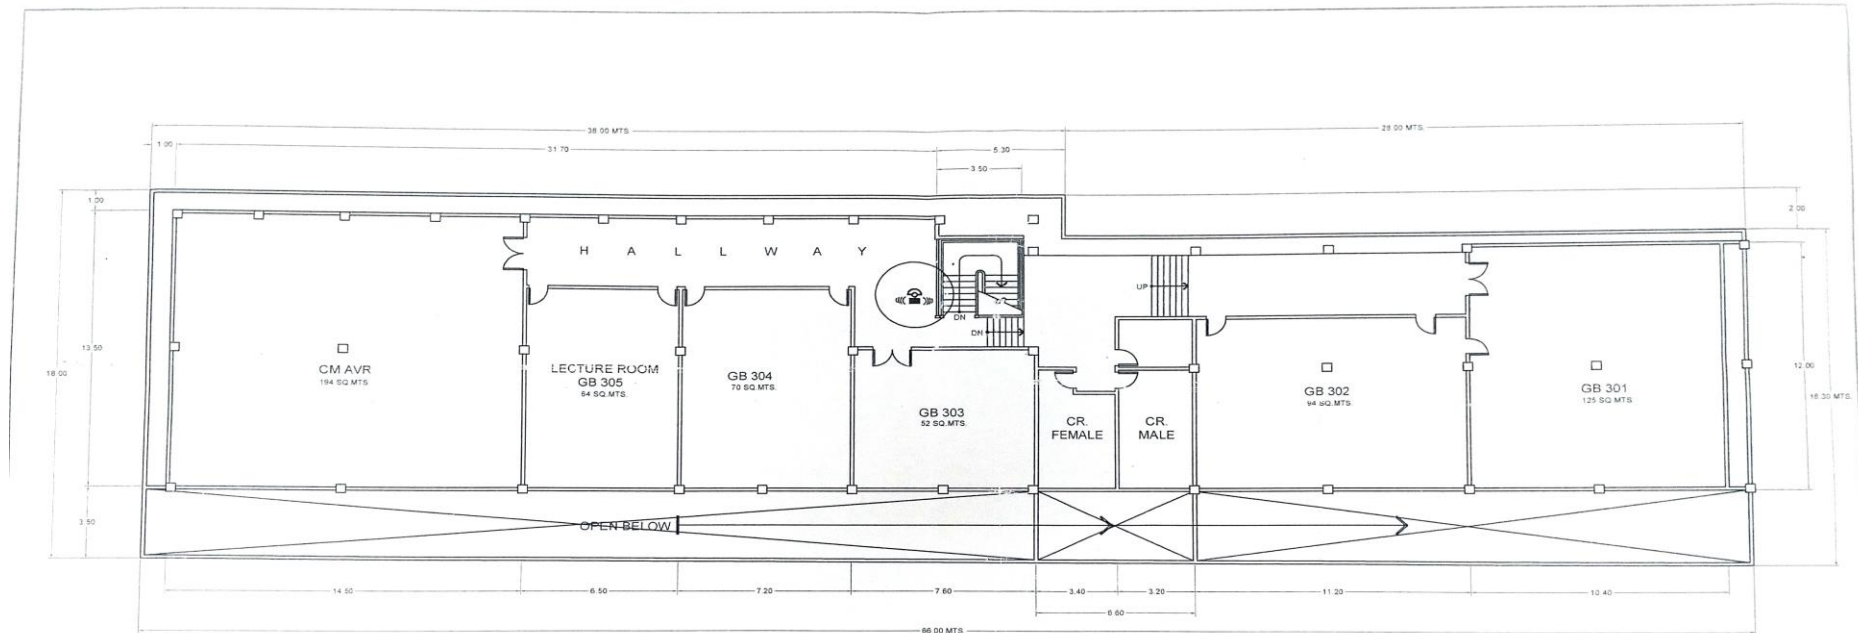 38.00 MTS.
28.00 MTS.
1.00
31.70
5.30
3.50
1.00
2.00
H A L L W A Y
UP
DN
DN
13.50
18.00
CM AVR
194 SQ.MTS.
LECTURE ROOM
GB 305
64 SQ.MTS.
GB 304
70 SQ.MTS.
GB 303
52 SQ.MTS.
CR.
FEMALE
CR.
MALE
GB 302
94 SQ.MTS.
GB 301
125 SQ.MTS.
12.00
16.30 MTS.
3.50
OPEN BELOW
14.50
6.50
7.20
7.60
3.40
3.20
11.20
10.40
6.60
66.00 MTS.